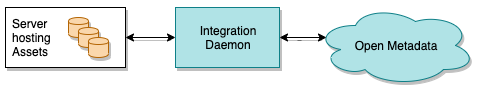 Server
hosting
Assets
Integration
Daemon
Open Metadata